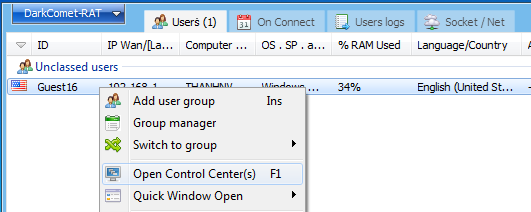 DarkComet-RAT
Users (1)
On Connect
Users logs
Socket / Net
ID IP Wan/[La... Computer ... OS . SP . a... % RAM Used Language/Country A
Unclassed users
Guest16 192.168.1 THANHNV Windows ... 34% English (United St...
Add user group Ins
Group manager
Switch to group
Open Control Center(s) F1
Quick Window Open